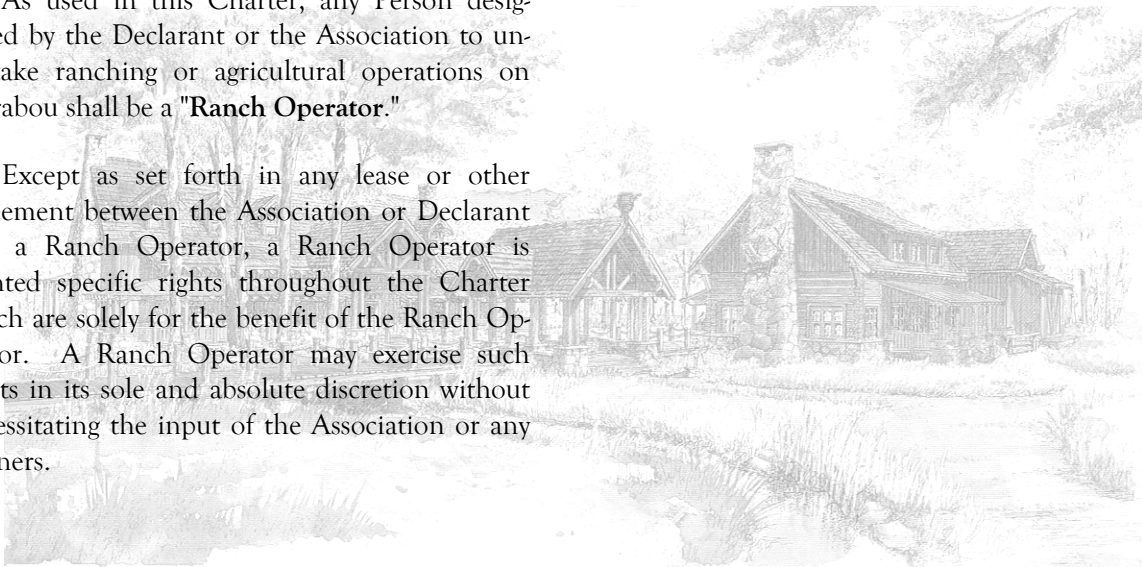 As used in this Charter, any Person desig-
ed by the Declarant or the Association to un-
ake ranching or agricultural operations on
rabou shall be a "Ranch Operator."
Except as set forth in any lease or other
ement between the Association or Declarant
a Ranch Operator, a Ranch Operator is
nted specific rights throughout the Charter
ch are solely for the benefit of the Ranch Op-
or. A Ranch Operator may exercise such
ts in its sole and absolute discretion without
essitating the input of the Association or any
ners.